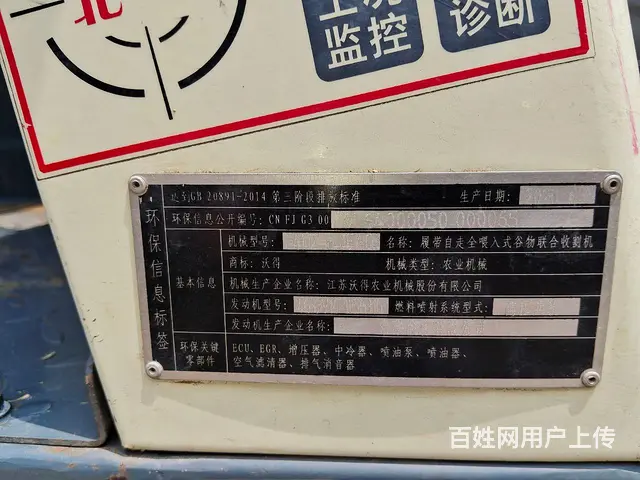 北
监控
诊断
达到GB 20891-2014 第三阶段排放标准 生产日期:
环保信息公开编号: CN FJ G3 00
环保信息标签
机械型号: 名称: 履带自走全喂入式谷物联合收割机
商标: 沃得 机械类型: 农业机械
基本信息
机械生产企业名称: 江苏沃得农业机械股份有限公司
发动机型号: 燃料喷射系统型式:
发动机生产企业名称:
环保关键零部件
ECU、EGR、增压器、中冷器、喷油泵、喷油器、
空气滤清器、排气消音器
百姓网用户上传